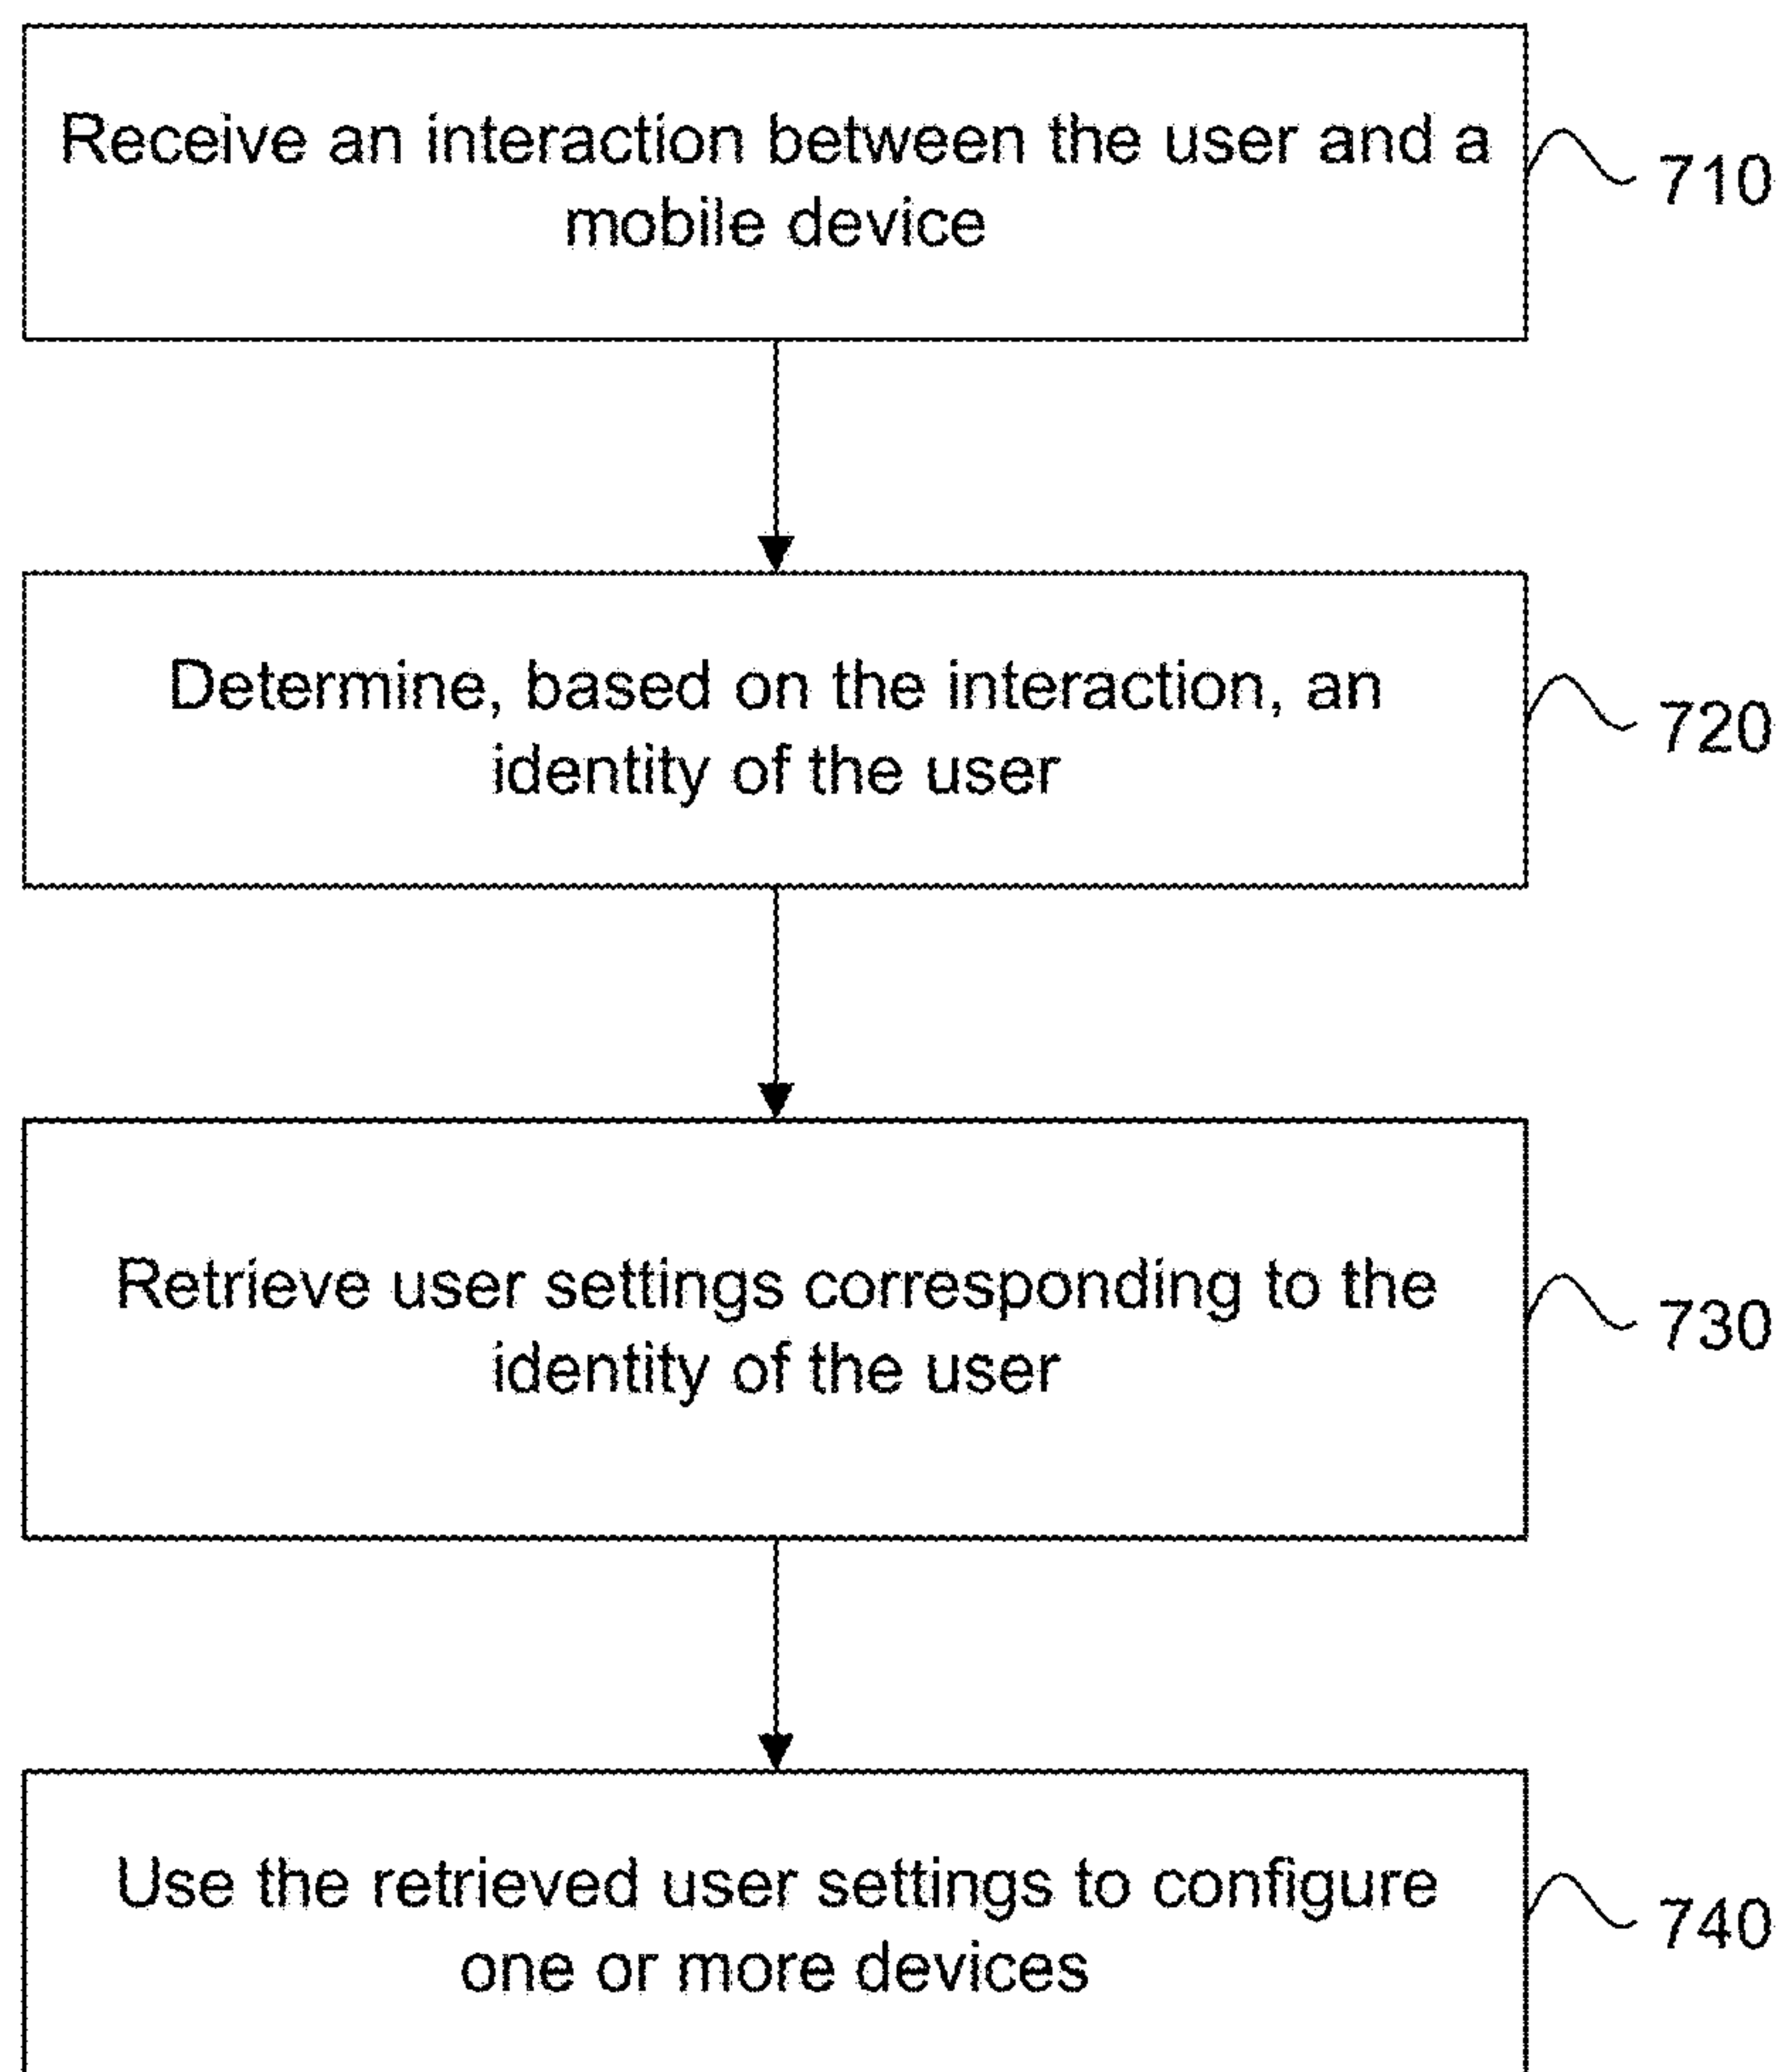 Receive an interaction between the user and a
mobile device
710
Determine, based on the interaction, an
identity of the user
720
Retrieve user settings corresponding to the
identity of the user
730
Use the retrieved user settings to configure
one or more devices
740